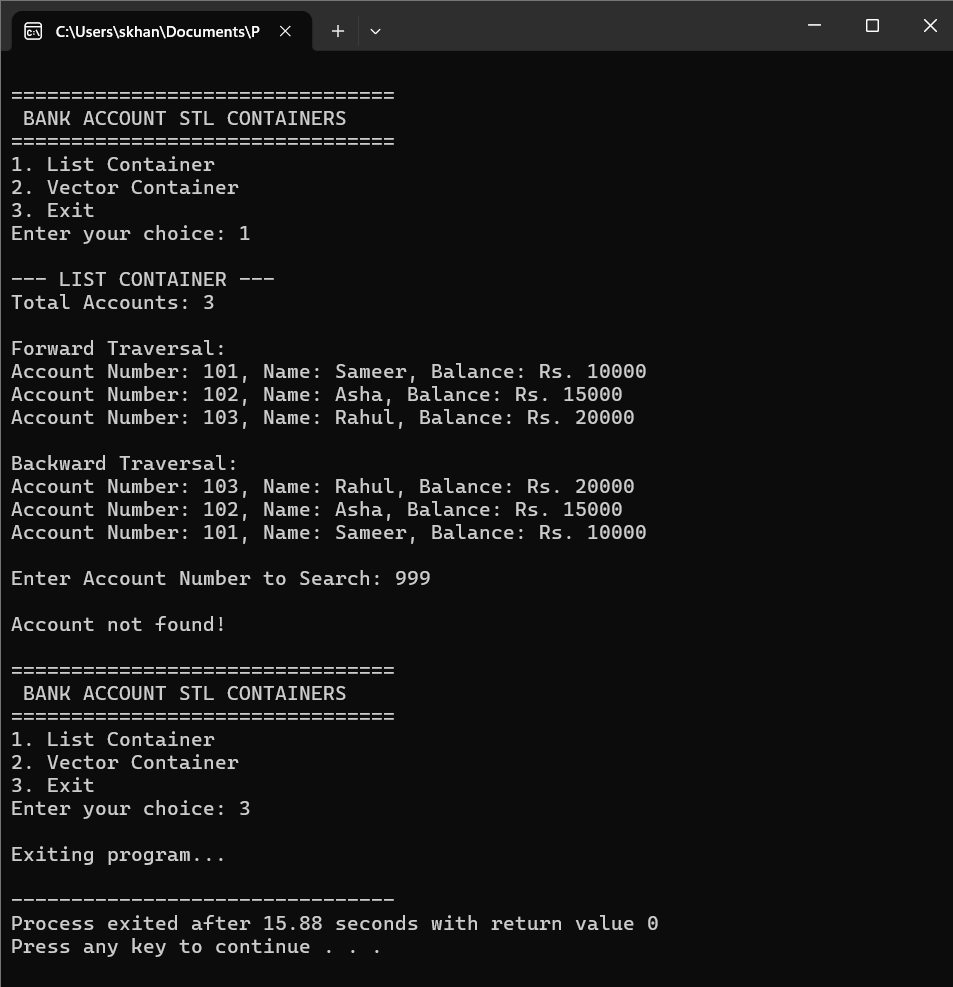 C:\Users\skhan\Documents\P
================================
 BANK ACCOUNT STL CONTAINERS
================================
1. List Container
2. Vector Container
3. Exit
Enter your choice: 1

--- LIST CONTAINER ---
Total Accounts: 3

Forward Traversal:
Account Number: 101, Name: Sameer, Balance: Rs. 10000
Account Number: 102, Name: Asha, Balance: Rs. 15000
Account Number: 103, Name: Rahul, Balance: Rs. 20000

Backward Traversal:
Account Number: 103, Name: Rahul, Balance: Rs. 20000
Account Number: 102, Name: Asha, Balance: Rs. 15000
Account Number: 101, Name: Sameer, Balance: Rs. 10000

Enter Account Number to Search: 999

Account not found!

================================
 BANK ACCOUNT STL CONTAINERS
================================
1. List Container
2. Vector Container
3. Exit
Enter your choice: 3

Exiting program...

--------------------------------
Process exited after 15.88 seconds with return value 0
Press any key to continue . . .